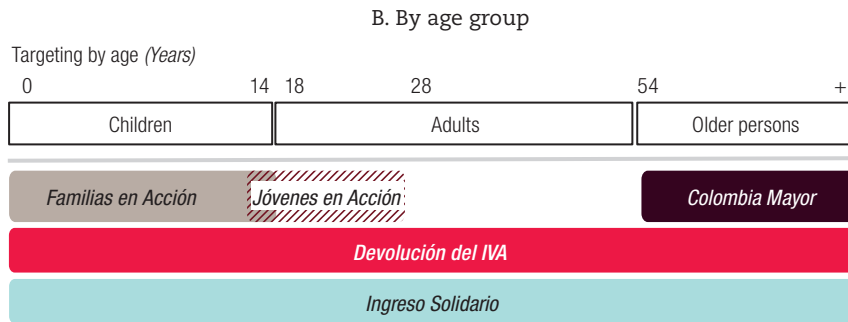 B. By age group
Targeting by age (Years)
0 14 18 28 54 +
Children Adults Older persons
Familias en Acción Jóvenes en Acción Colombia Mayor
Devolución del IVA
Ingreso Solidario